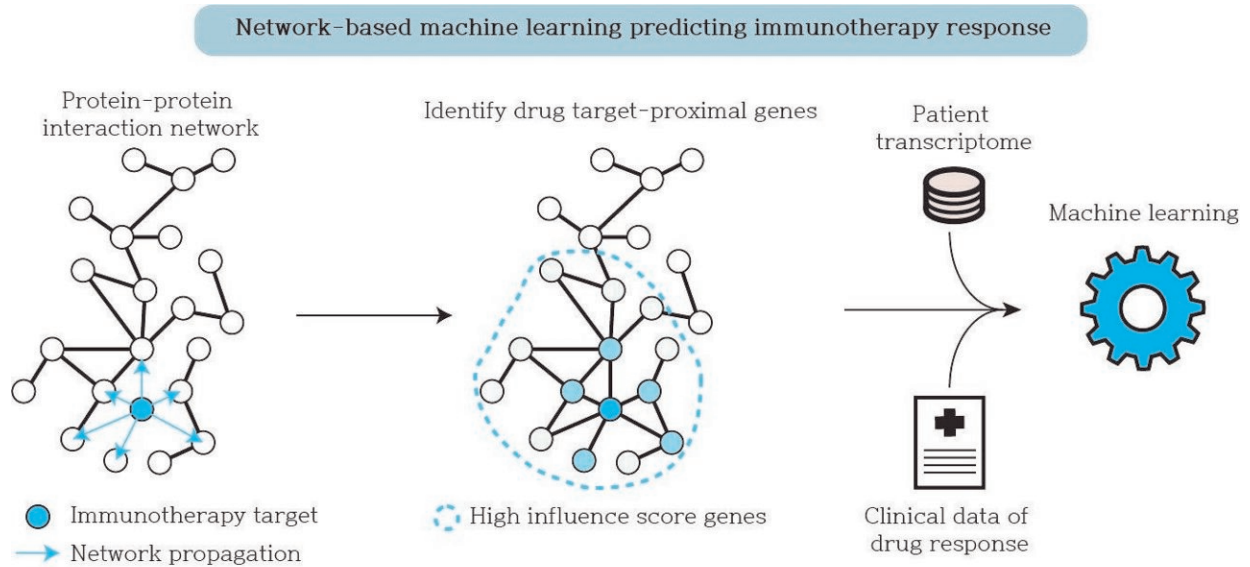 Network-based machine learning predicting immunotherapy response
Protein-protein
interaction network
Identify drug target-proximal genes
Patient
transcriptome
Machine learning
Immunotherapy target
Network propagation
High influence score genes
Clinical data of
drug response